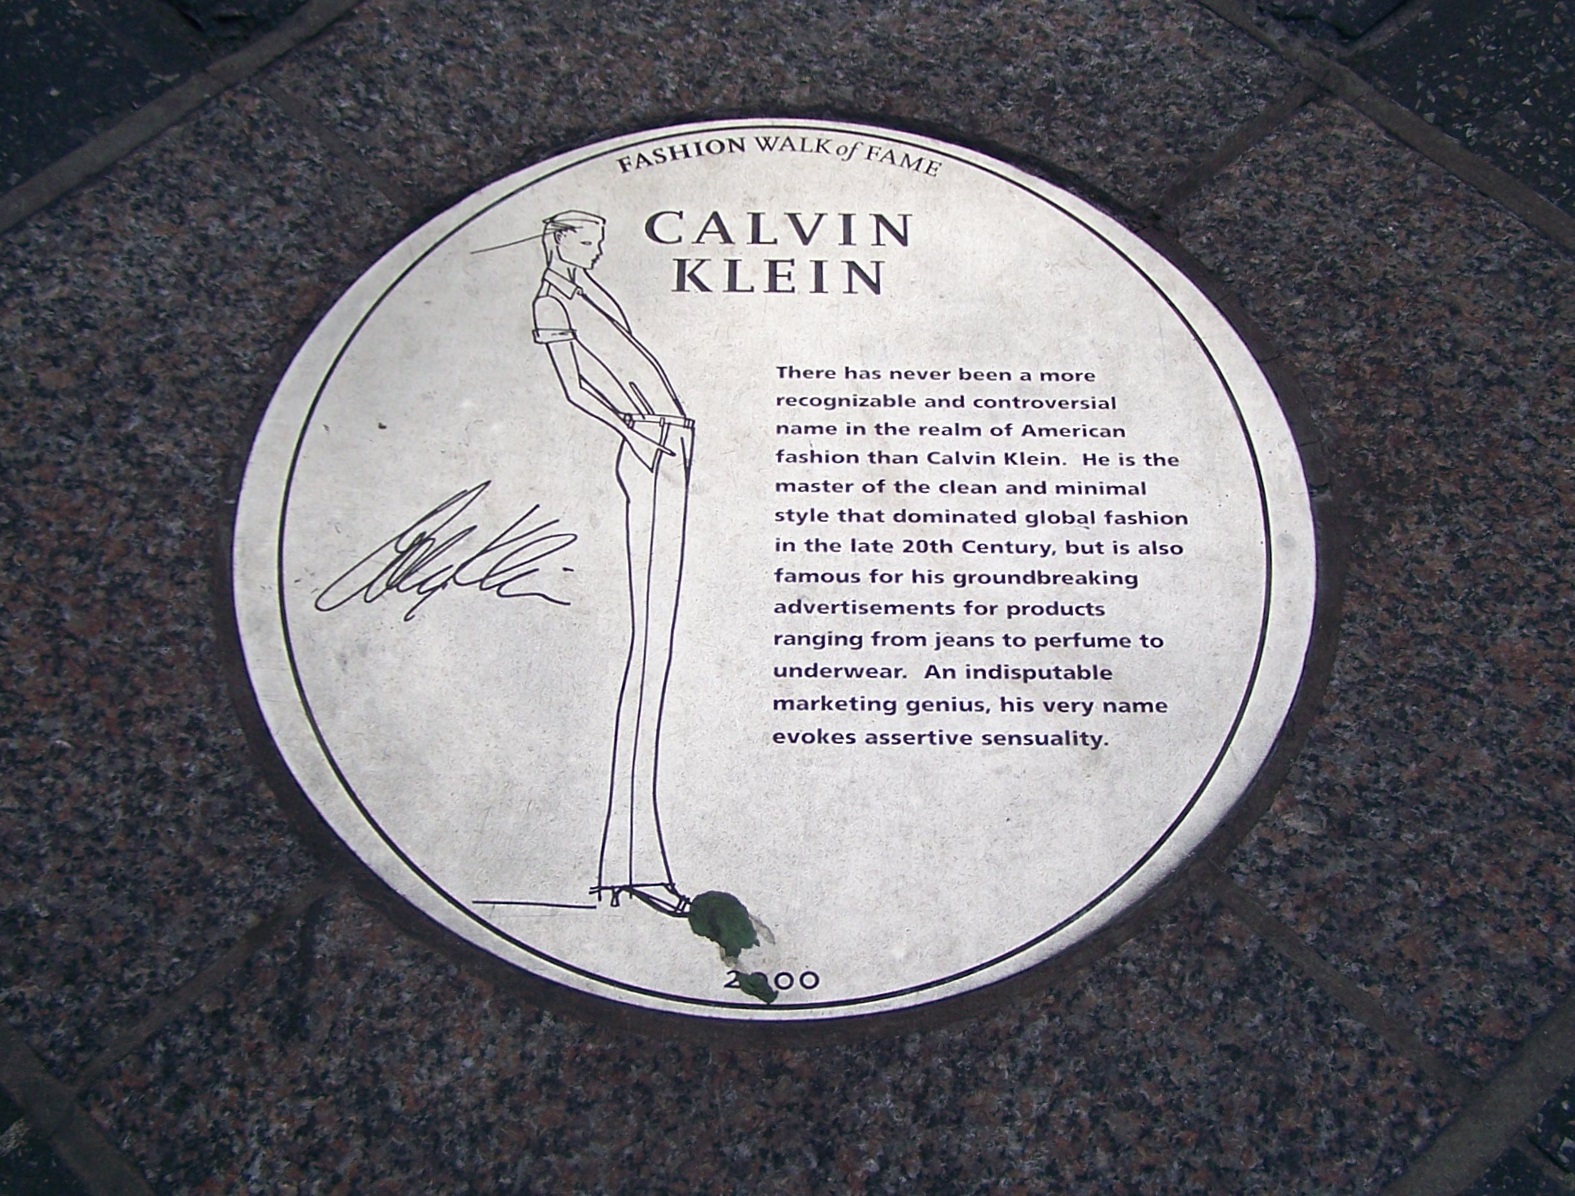 FASHION WALK of FAME
CALVIN
KLEIN
There has never been a more
recognizable and controversial
name in the realm of American
fashion than Calvin Klein. He is the
master of the clean and minimal
style that dominated global fashion
in the late 20th Century, but is also
famous for his groundbreaking
advertisements for products
ranging from jeans to perfume to
underwear. An indisputable
marketing genius, his very name
evokes assertive sensuality.
Calvin Klein
2000